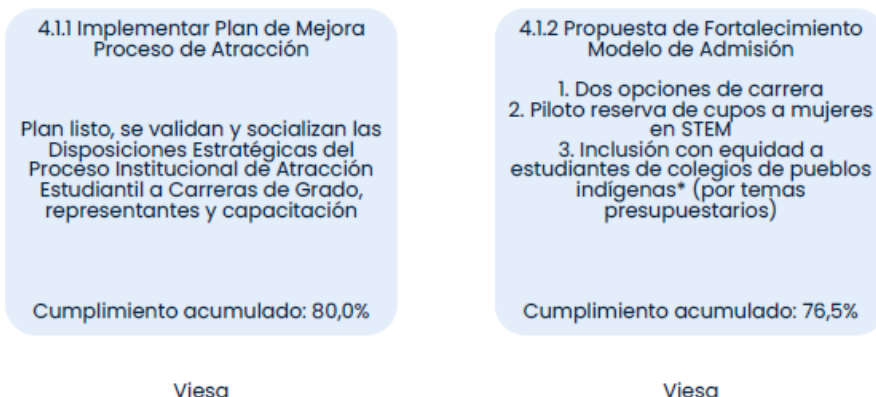 4.1.1 Implementar Plan de Mejora
Proceso de Atracción
Plan listo, se validan y socializan las
Disposiciones Estratégicas del
Proceso Institucional de Atracción
Estudiantil a Carreras de Grado,
representantes y capacitación
Cumplimiento acumulado: 80,0%
Viesa
4.1.2 Propuesta de Fortalecimiento
Modelo de Admisión
1. Dos opciones de carrera
2. Piloto reserva de cupos a mujeres
en STEM
3. Inclusión con equidad a
estudiantes de colegios de pueblos
indígenas* (por temas
presupuestarios)
Cumplimiento acumulado: 76,5%
Viesa